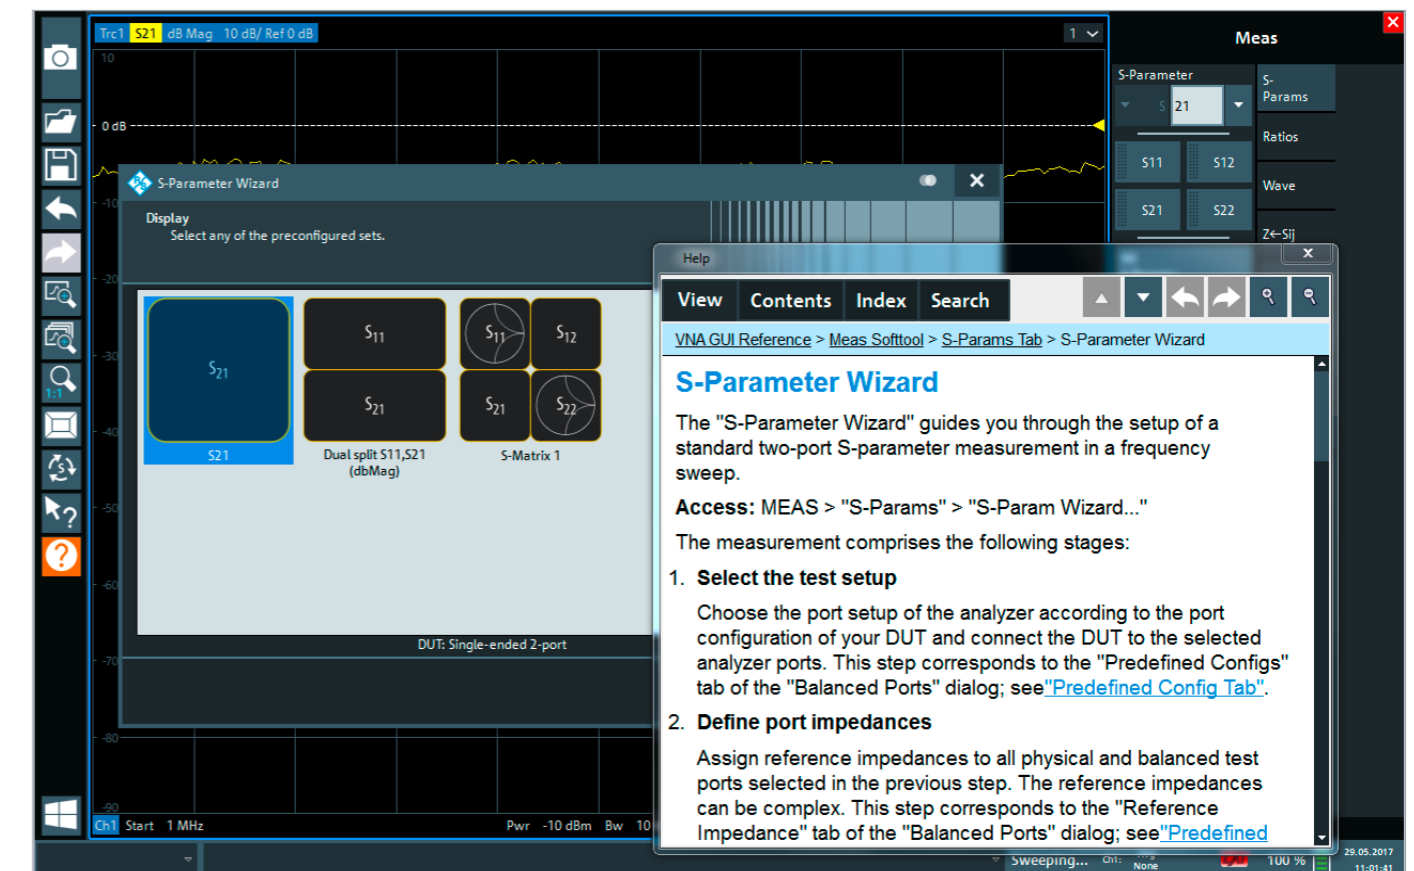 Trc1 S21 dB Mag 10 dB/ Ref 0 dB
1
Meas
10
S-Parameter
S-
Params
S 21
0 dB
Ratios
S11 S12
S-Parameter Wizard
Wave
-10
Display
S21 S22
Select any of the preconfigured sets.
Z←Sij
Help
-20
View Contents Index Search
VNA GUI Reference > Meas Softtool > S-Params Tab > S-Parameter Wizard
S11
S11 S12
-30
S21
S-Parameter Wizard
1:1
S21
S21 S22
The "S-Parameter Wizard" guides you through the setup of a
standard two-port S-parameter measurement in a frequency
sweep.
-40
S21
Dual split S11,S21
(dbMag)
S-Matrix 1
Access: MEAS > "S-Params" > "S-Param Wizard..."
-50
The measurement comprises the following stages:
1. Select the test setup
-60
Choose the port setup of the analyzer according to the port
configuration of your DUT and connect the DUT to the selected
analyzer ports. This step corresponds to the "Predefined Configs"
tab of the "Balanced Ports" dialog; see"Predefined Config Tab".
DUT: Single-ended 2-port
-70
2. Define port impedances
-80
Assign reference impedances to all physical and balanced test
ports selected in the previous step. The reference impedances
can be complex. This step corresponds to the "Reference
Impedance" tab of the "Balanced Ports" dialog; see"Predefined
-90
Ch1 Start 1 MHz
Pwr -10 dBm Bw 10
Sweeping... Ch1:
None
100 %
29.05.2017
11:01:41